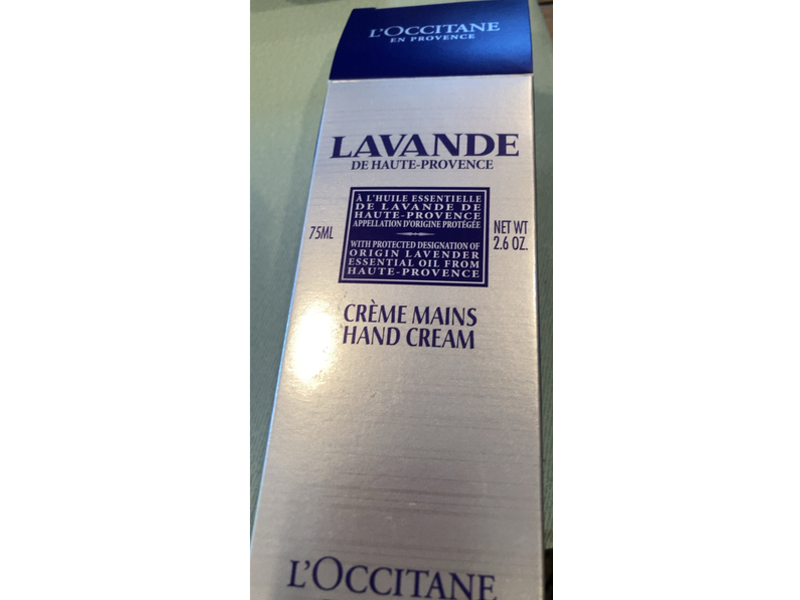 L'OCCITANE
EN PROVENCE
LAVANDE
DE HAUTE-PROVENCE
À L'HUILE ESSENTIELLE
DE LAVANDE DE
HAUTE-PROVENCE
APPELLATION D'ORIGINE PROTÉGÉE
75ML
NET WT
2.6 OZ.
WITH PROTECTED DESIGNATION OF
ORIGIN LAVENDER
ESSENTIAL OIL FROM
HAUTE-PROVENCE
CRÈME MAINS
HAND CREAM
L'OCCITANE